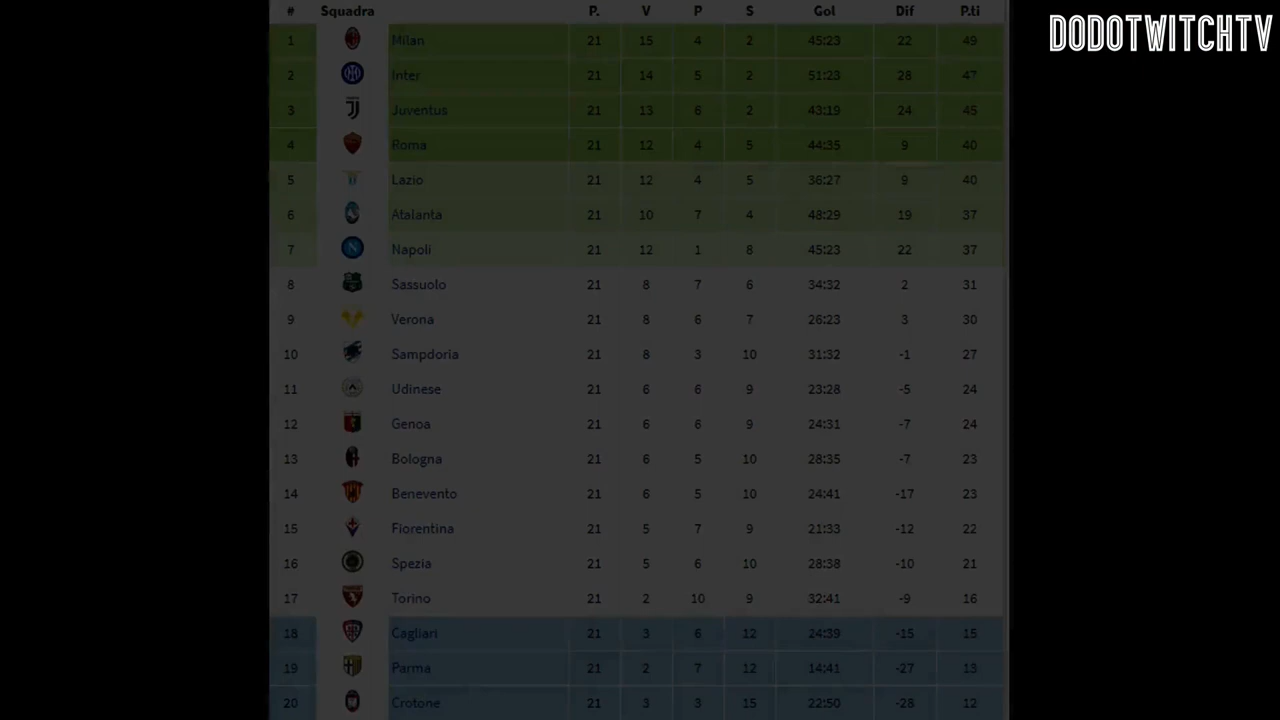 # Squadra P. V P S Gol Dif P.ti
DODOTWITCHTV
1 Milan 21 15 4 2 45:23 22 49
2 Inter 21 14 5 2 51:23 28 47
3 Juventus 21 13 6 2 43:19 24 45
4 Roma 21 12 4 5 44:35 9 40
5 Lazio 21 12 4 5 36:27 9 40
6 Atalanta 21 10 7 4 48:29 19 37
7 Napoli 21 12 1 8 45:23 22 37
8 Sassuolo 21 8 7 6 34:32 2 31
9 Verona 21 8 6 7 26:23 3 30
10 Sampdoria 21 8 3 10 31:32 -1 27
11 Udinese 21 6 6 9 23:28 -5 24
12 Genoa 21 6 6 9 24:31 -7 24
13 Bologna 21 6 5 10 28:35 -7 23
14 Benevento 21 6 5 10 24:41 -17 23
15 Fiorentina 21 5 7 9 21:33 -12 22
16 Spezia 21 5 6 10 28:38 -10 21
17 Torino 21 2 10 9 32:41 -9 16
18 Cagliari 21 3 6 12 24:39 -15 15
19 Parma 21 2 7 12 14:41 -27 13
20 Crotone 21 3 3 15 22:50 -28 12